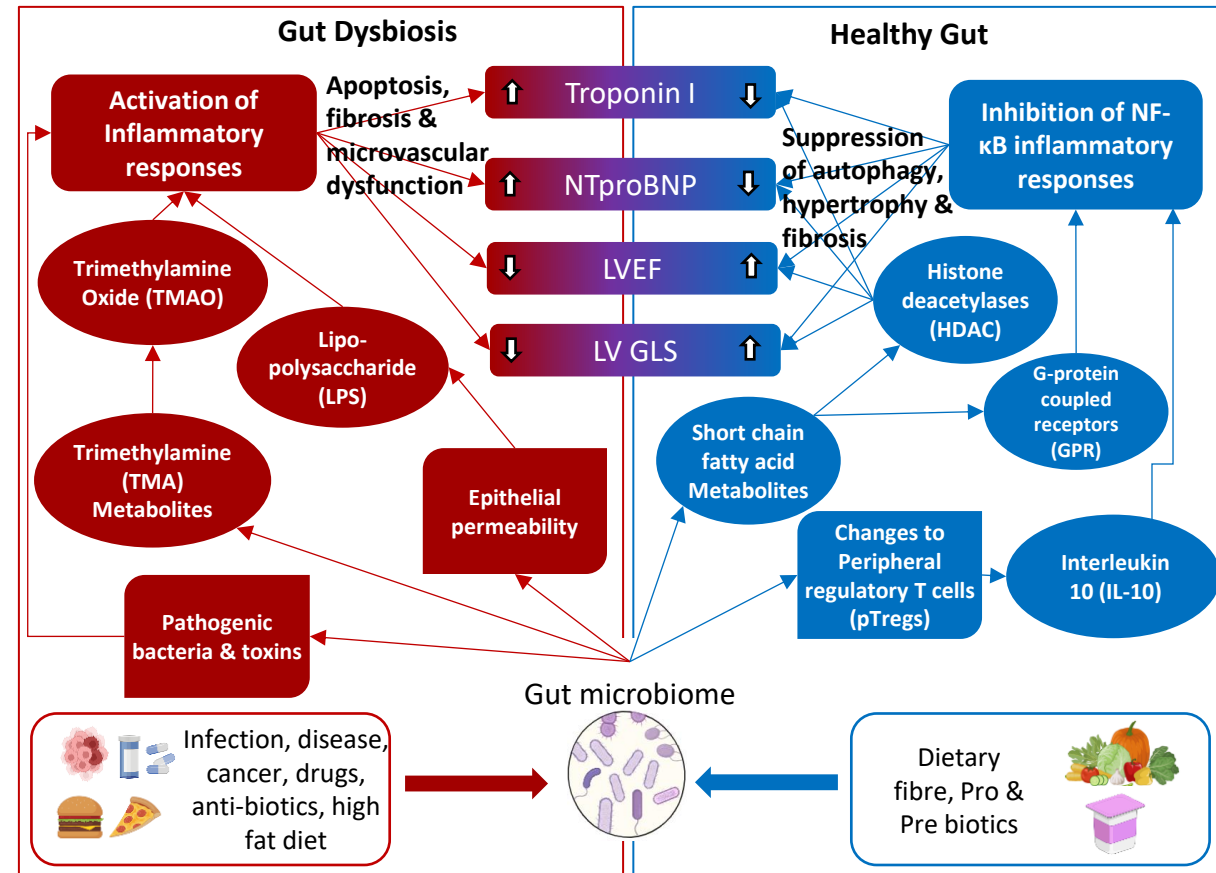 Gut Dysbiosis
Healthy Gut
Activation of
Inflammatory
responses
Apoptosis,
fibrosis &
microvascular
dysfunction
Troponin I
NTproBNP
LVEF
LV GLS
Suppression
of autophagy,
hypertrophy &
fibrosis
Inhibition of NF-
κB inflammatory
responses
Trimethylamine
Oxide (TMAO)
Lipo-
polysaccharide
(LPS)
Histone
deacetylases
(HDAC)
G-protein
coupled
receptors
(GPR)
Trimethylamine
(TMA)
Metabolites
Epithelial
permeability
Short chain
fatty acid
Metabolites
Changes to
Peripheral
regulatory T cells
(pTregs)
Interleukin
10 (IL-10)
Pathogenic
bacteria & toxins
Gut microbiome
Infection, disease,
cancer, drugs,
anti-biotics, high
fat diet
Dietary
fibre, Pro &
Pre biotics